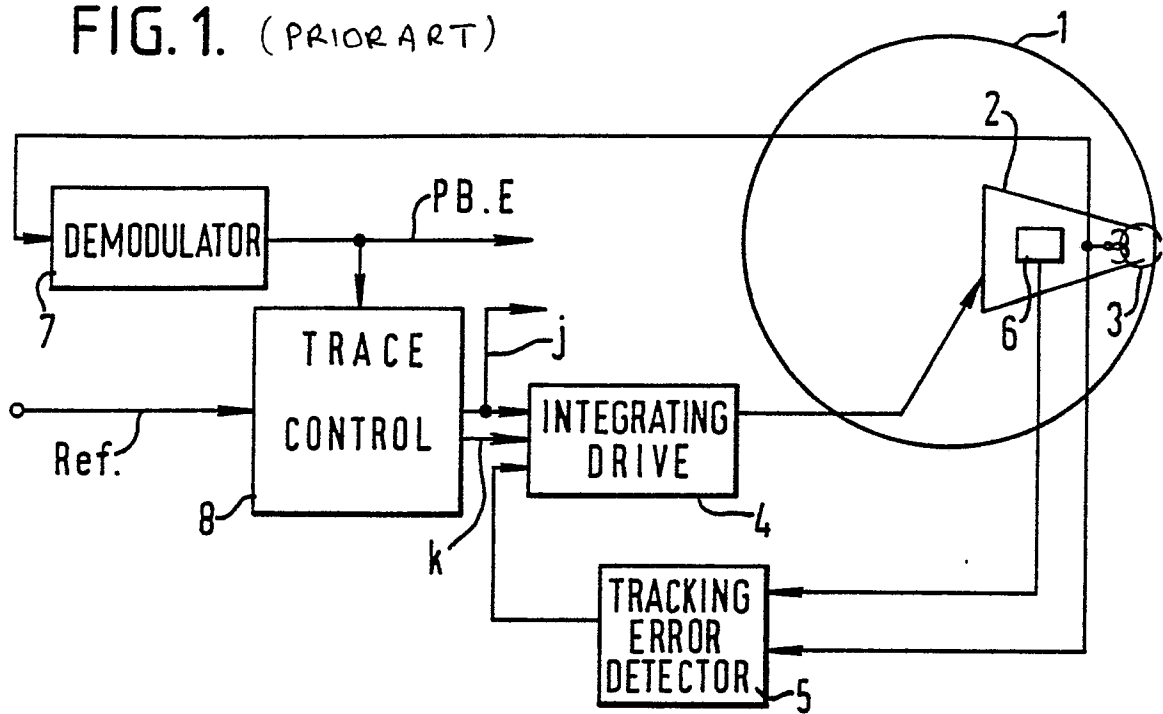 FIG.1. (PRIOR ART)
1
2
PB.E
DEMODULATOR
7
6
3
TRACE
CONTROL
j
Ref.
8
k
INTEGRATING
DRIVE
4
TRACKING
ERROR
DETECTOR
5